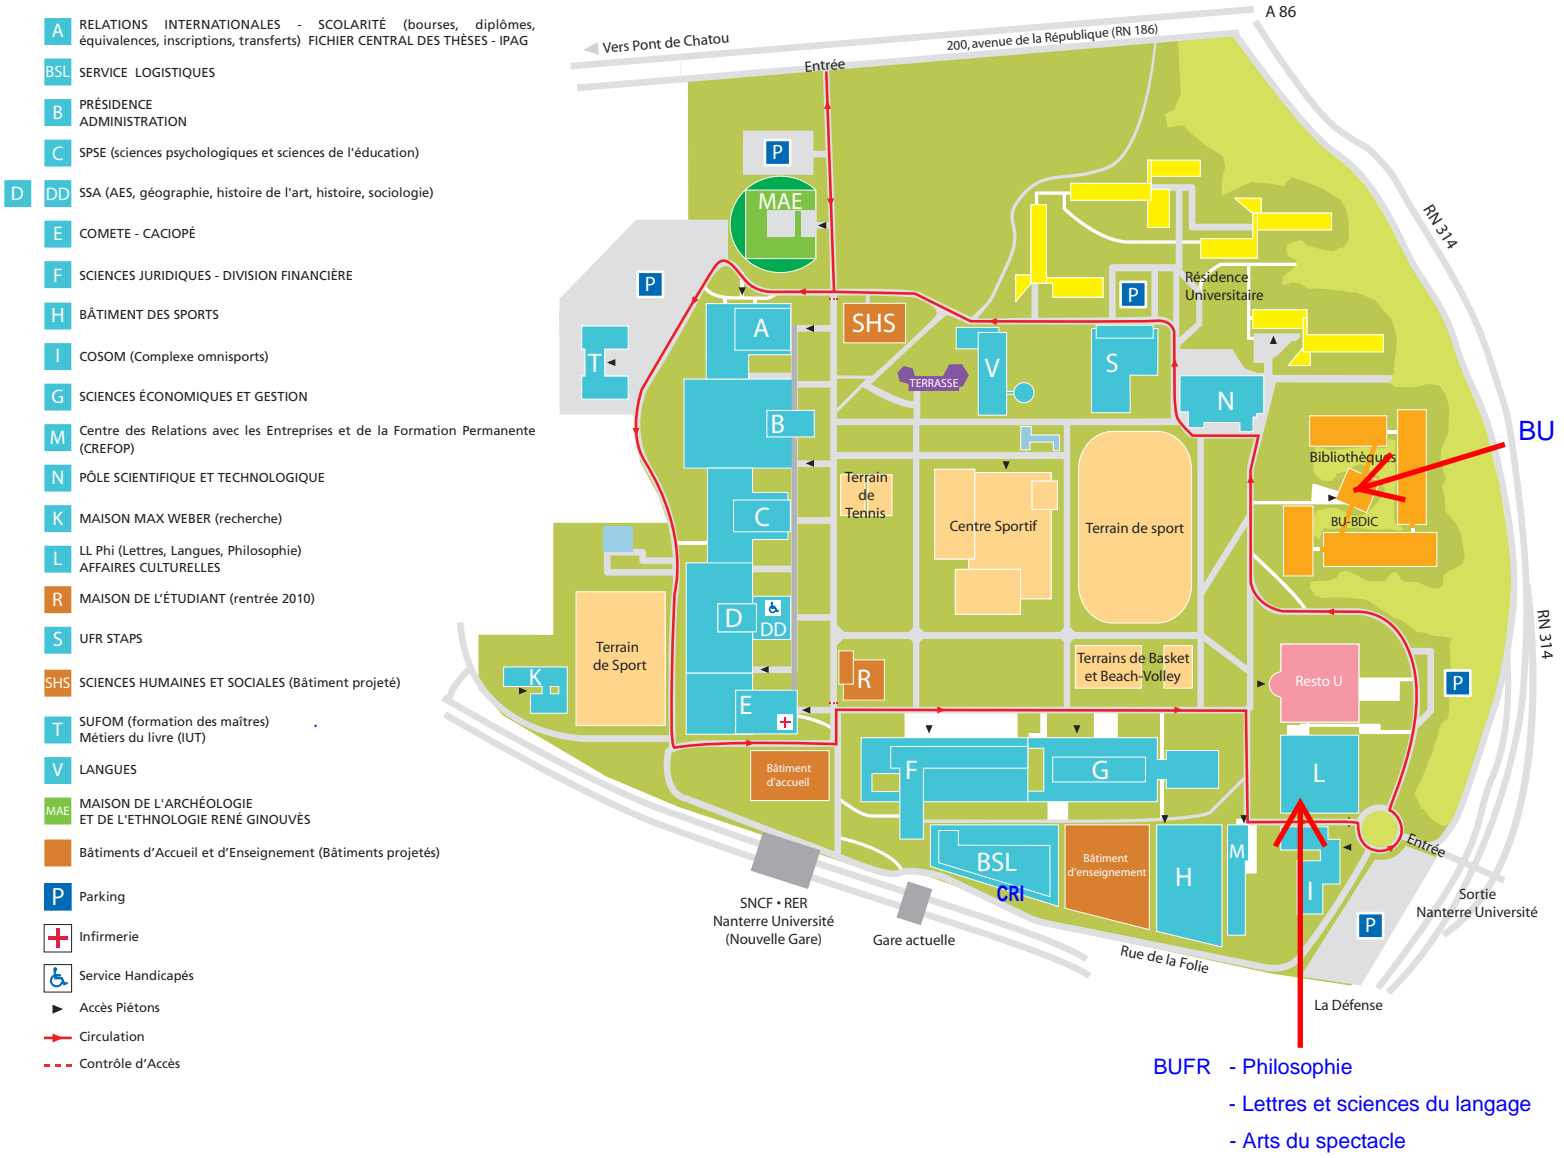 A RELATIONS INTERNATIONALES - SCOLARITÉ (bourses, diplômes,
équivalences, inscriptions, transferts) FICHIER CENTRAL DES THÈSES - IPAG
BSL SERVICE LOGISTIQUES
B PRÉSIDENCE
ADMINISTRATION
C SPSE (sciences psychologiques et sciences de l'éducation)
D DD SSA (AES, géographie, histoire de l'art, histoire, sociologie)
E COMETE - CACIOPÉ
F SCIENCES JURIDIQUES - DIVISION FINANCIÈRE
H BÂTIMENT DES SPORTS
I COSOM (Complexe omnisports)
G SCIENCES ÉCONOMIQUES ET GESTION
M Centre des Relations avec les Entreprises et de la Formation Permanente
(CREFOP)
N PÔLE SCIENTIFIQUE ET TECHNOLOGIQUE
K MAISON MAX WEBER (recherche)
L LL Phi (Lettres, Langues, Philosophie)
AFFAIRES CULTURELLES
R MAISON DE L'ÉTUDIANT (rentrée 2010)
S UFR STAPS
SHS SCIENCES HUMAINES ET SOCIALES (Bâtiment projeté)
T SUFOM (formation des maîtres)
Métiers du livre (IUT)
V LANGUES
MAE MAISON DE L'ARCHÉOLOGIE
ET DE L'ETHNOLOGIE RENÉ GINOUVÈS
Bâtiments d'Accueil et d'Enseignement (Bâtiments projetés)
P Parking
Infirmerie
Service Handicapés
Accès Piétons
Circulation
Contrôle d'Accès
A 86
Vers Pont de Chatou
200, avenue de la République (RN 186)
Entrée
P
MAE
RN 314
P
P
Résidence
Universitaire
A
SHS
T
V
S
TERRASSE
N
B
BU
Bibliothèques
Terrain
de
Tennis
C
Centre Sportif
Terrain de sport
BU-BDIC
D
DD
RN 314
Terrain
de Sport
Terrains de Basket
et Beach-Volley
K
R
Resto U
P
E
Bâtiment
d'accueil
F
G
L
BSL
CRI
Bâtiment
d'enseignement
H
M
I
Entrée
Sortie
Nanterre Université
P
SNCF • RER
Nanterre Université
(Nouvelle Gare)
Gare actuelle
Rue de la Folie
La Défense
BUFR - Philosophie
- Lettres et sciences du langage
- Arts du spectacle